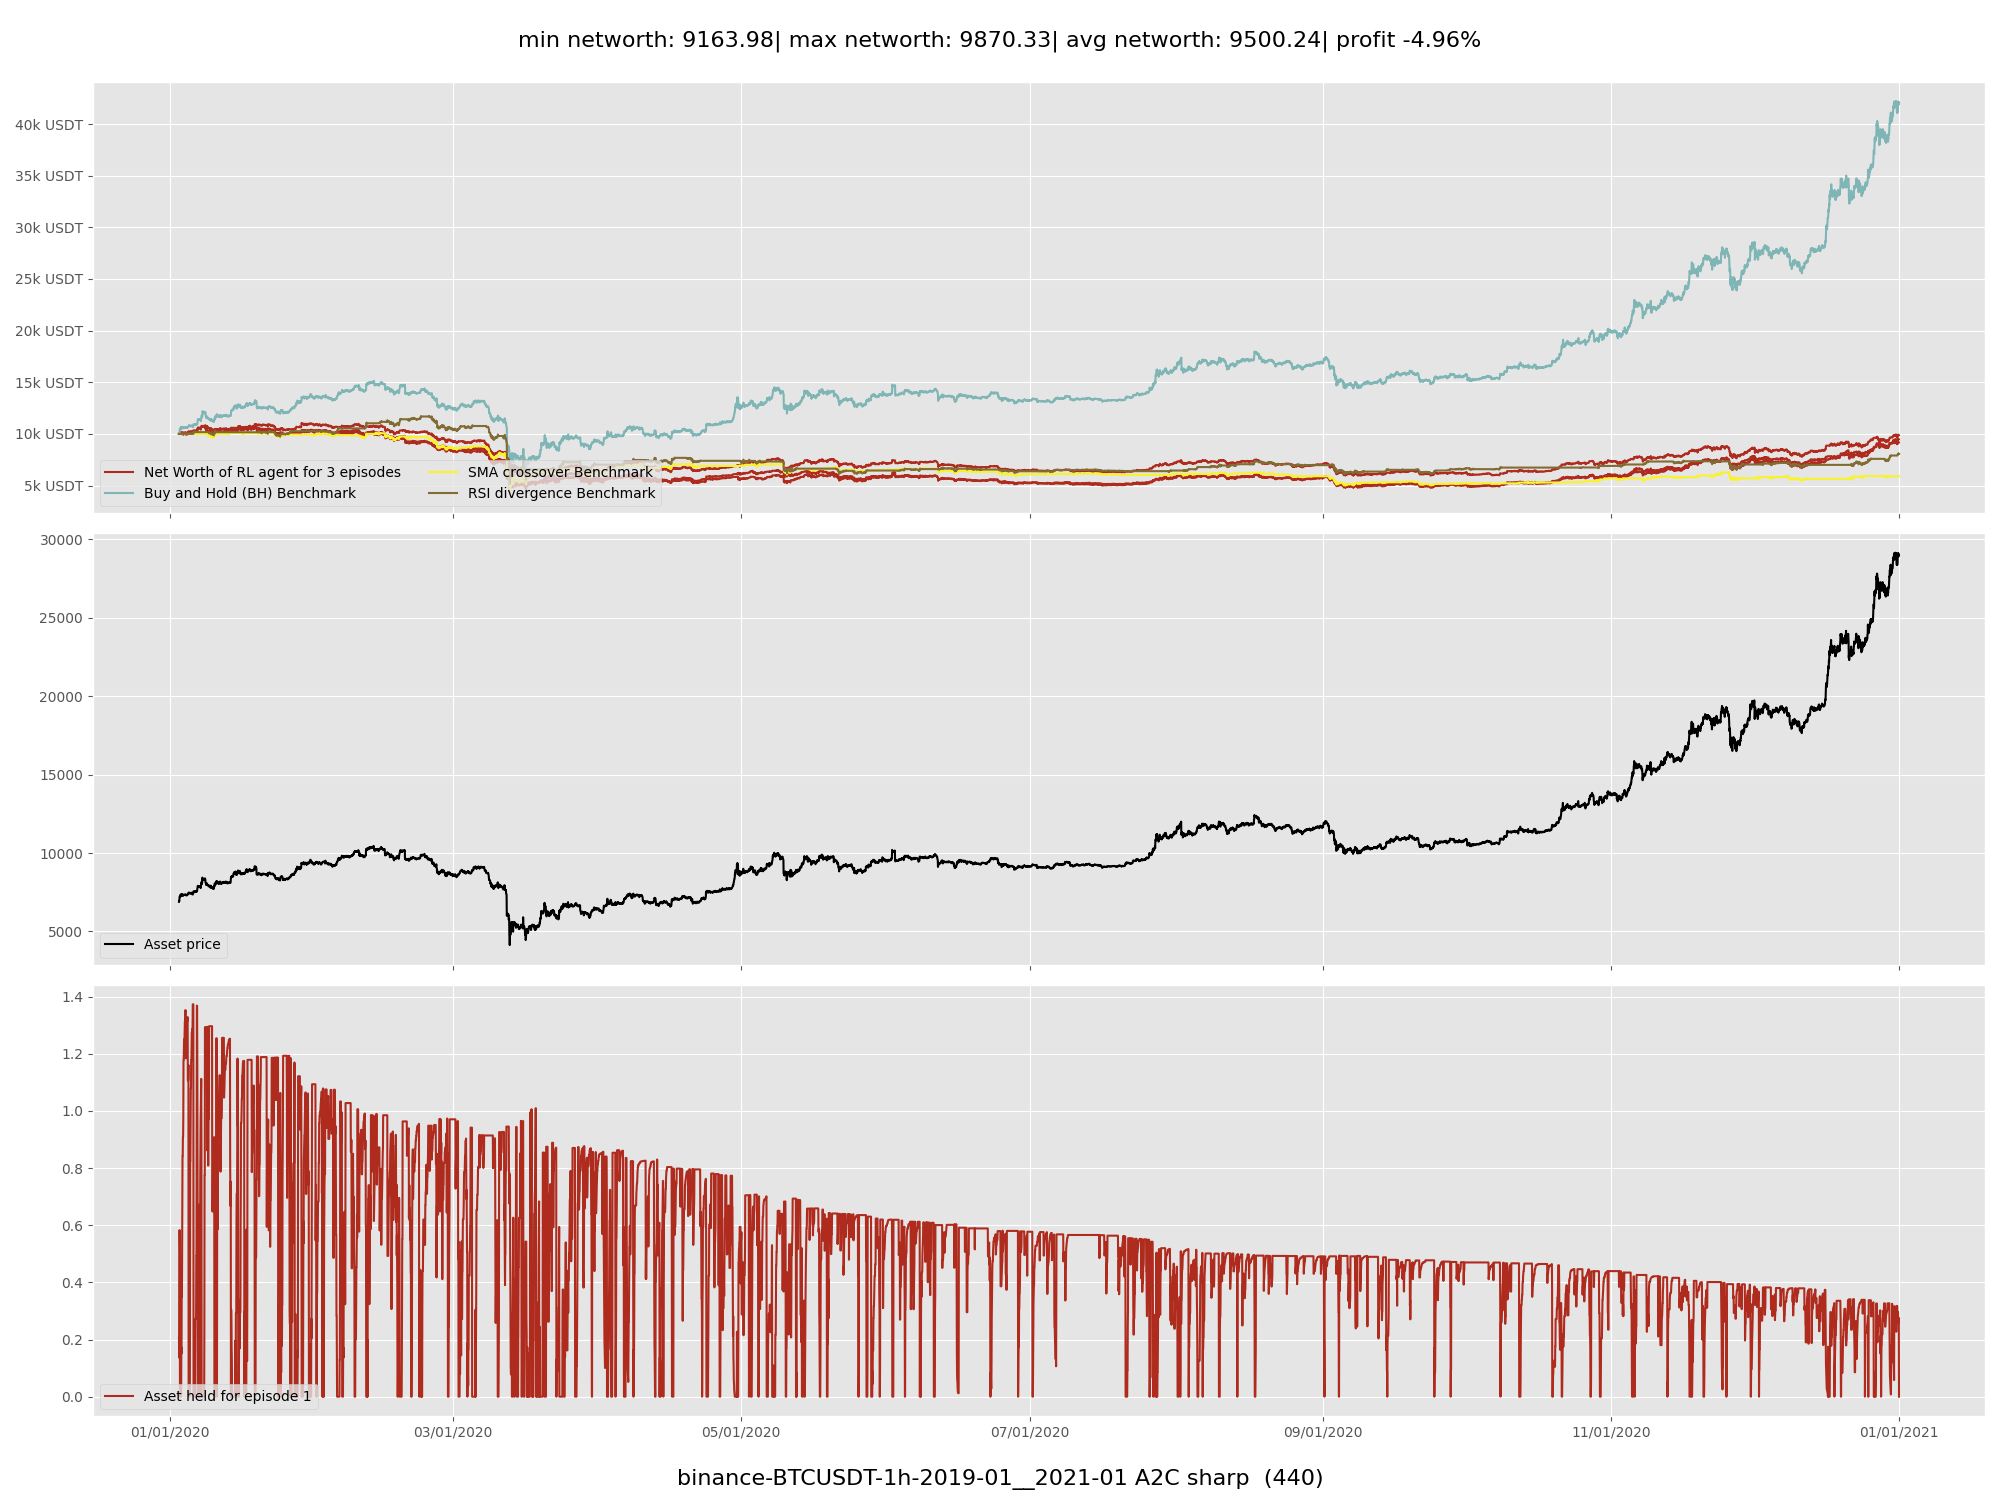 min networth: 9163.98| max networth: 9870.33| avg networth: 9500.24| profit -4.96%
40k USDT
35k USDT
30k USDT
25k USDT
20k USDT
15k USDT
10k USDT
5k USDT
Net Worth of RL agent for 3 episodes
Buy and Hold (BH) Benchmark
SMA crossover Benchmark
RSI divergence Benchmark
30000
25000
20000
15000
10000
5000
Asset price
1.4
1.2
1.0
0.8
0.6
0.4
0.2
0.0
Asset held for episode 1
01/01/2020 03/01/2020 05/01/2020 07/01/2020 09/01/2020 11/01/2020 01/01/2021
binance-BTCUSDT-1h-2019-01__2021-01 A2C sharp  (440)